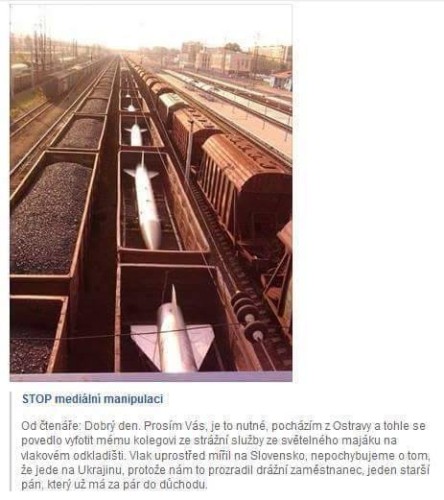 STOP mediální manipulaci
Od čtenáře: Dobrý den. Prosím Vás, je to nutné, pocházím z Ostravy a tohle se
povedlo vyfotit mému kolegovi ze strážní služby ze světelného majáku na
vlakovém odkladišti. Vlak uprostřed mířil na Slovensko, nepochybujeme o tom,
že jede na Ukrajinu, protože nám to prozradil drážní zaměstnanec, jeden starší
pán, který už má za pár do důchodu.